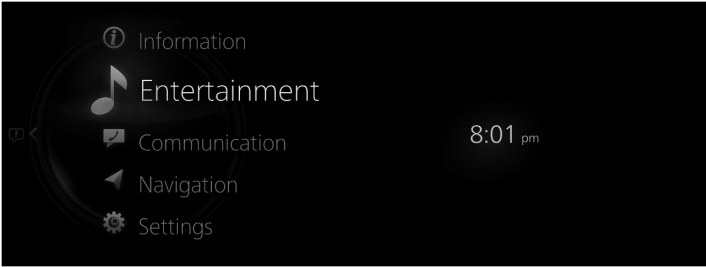 Information
Entertainment
Communication
8:01 pm
Navigation
Settings